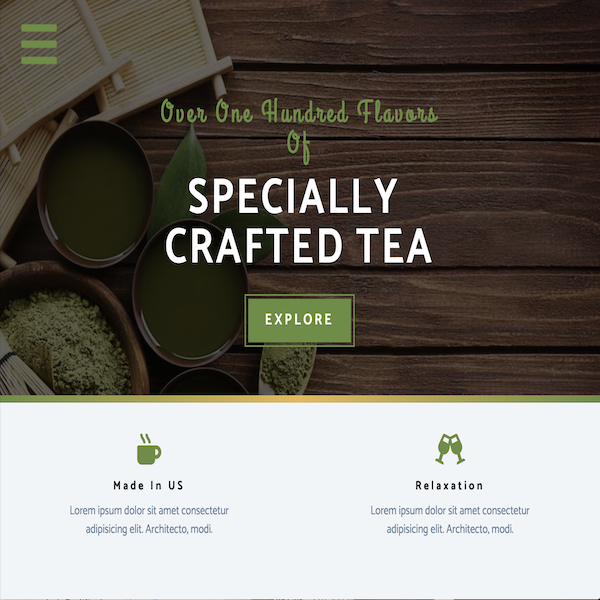 Over One Hundred Flavors
Of
SPECIALLY
CRAFTED TEA
EXPLORE
Made In US
Lorem ipsum dolor sit amet consectetur
adipisicing elit. Architecto, modi.
Relaxation
Lorem ipsum dolor sit amet consectetur
adipisicing elit. Architecto, modi.